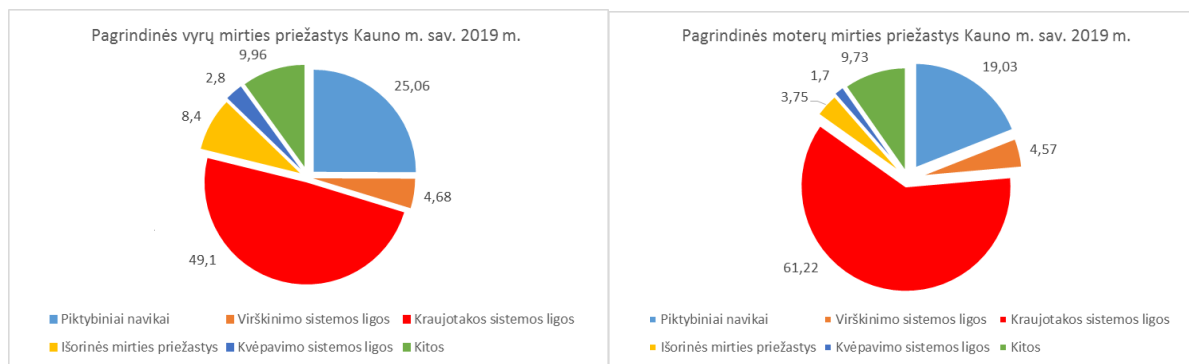 Pagrindinės vyrų mirties priežastys Kauno m. sav. 2019 m.
9,96
2,8
25,06
8,4
4,68
49,1
Piktybiniai navikai Virškinimo sistemos ligos Kraujotakos sistemos ligos
Išorinės mirties priežastys Kvėpavimo sistemos ligos Kitos
Pagrindinės moterų mirties priežastys Kauno m. sav. 2019 m.
9,73
1,7
19,03
3,75
4,57
61,22
Piktybiniai navikai Virškinimo sistemos ligos Kraujotakos sistemos ligos
Išorinės mirties priežastys Kvėpavimo sistemos ligos Kitos